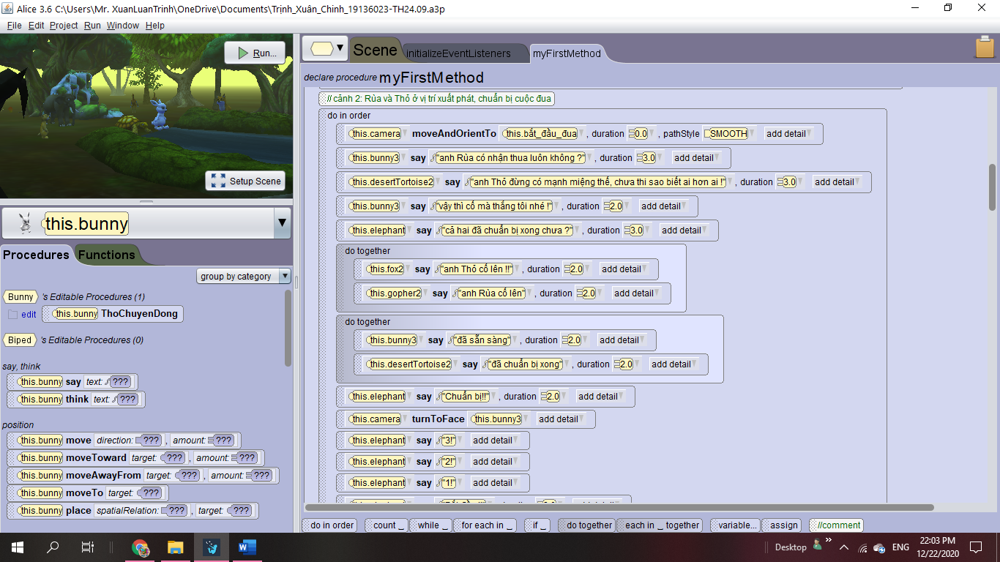 Alice 3.6 C:\Users\Mr. XuanLuanTrinh\OneDrive\Documents\Trịnh_Xuân_Chinh_19136023-TH24.09.a3p
File Edit Project Run Window Help
Run...
Setup Scene
this.bunny
Procedures Functions
group by category
Bunny 's Editable Procedures (1)
edit this.bunny ThoChuyenDong
Biped 's Editable Procedures (0)
say, think
this.bunny say text: ???
this.bunny think text: ???
position
this.bunny move direction: ??? , amount: ???
this.bunny moveToward target: ??? , amount: ???
this.bunny moveAwayFrom target: ??? , amount: ???
this.bunny moveTo target: ???
this.bunny place spatialRelation: ??? , target: ???
Scene initializeEventListeners myFirstMethod
declare procedure myFirstMethod
// cảnh 2: Rùa và Thỏ ở vị trí xuất phát, chuẩn bị cuộc đua
do in order
this.camera moveAndOrientTo this.bắt_đầu_đua , duration 0.0 , pathStyle SMOOTH add detail
this.bunny3 say "anh Rùa có nhận thua luôn không ?" , duration 3.0 add detail
this.desertTortoise2 say "anh Thỏ đừng có mạnh miệng thế, chưa thi sao biết ai hơn ai !" , duration 3.0 add detail
this.bunny3 say "vậy thì cố mà thắng tôi nhé !" , duration 2.0 add detail
this.elephant say "cả hai đã chuẩn bị xong chưa ?" , duration 3.0 add detail
do together
this.fox2 say "anh Thỏ cố lên !!" , duration 2.0 add detail
this.gopher2 say "anh Rùa cố lên" , duration 2.0 add detail
do together
this.bunny3 say "đã sẵn sàng" , duration 2.0 add detail
this.desertTortoise2 say "đã chuẩn bị xong" , duration 2.0 add detail
this.elephant say "Chuẩn bị!!" , duration 2.0 add detail
this.camera turnToFace this.bunny3 add detail
this.elephant say "3!" add detail
this.elephant say "2!" add detail
this.elephant say "1!" add detail
do in order count _ while _ for each in _ if _ do together each in _ together variable... assign //comment
Desktop ENG 22:03 PM
12/22/2020